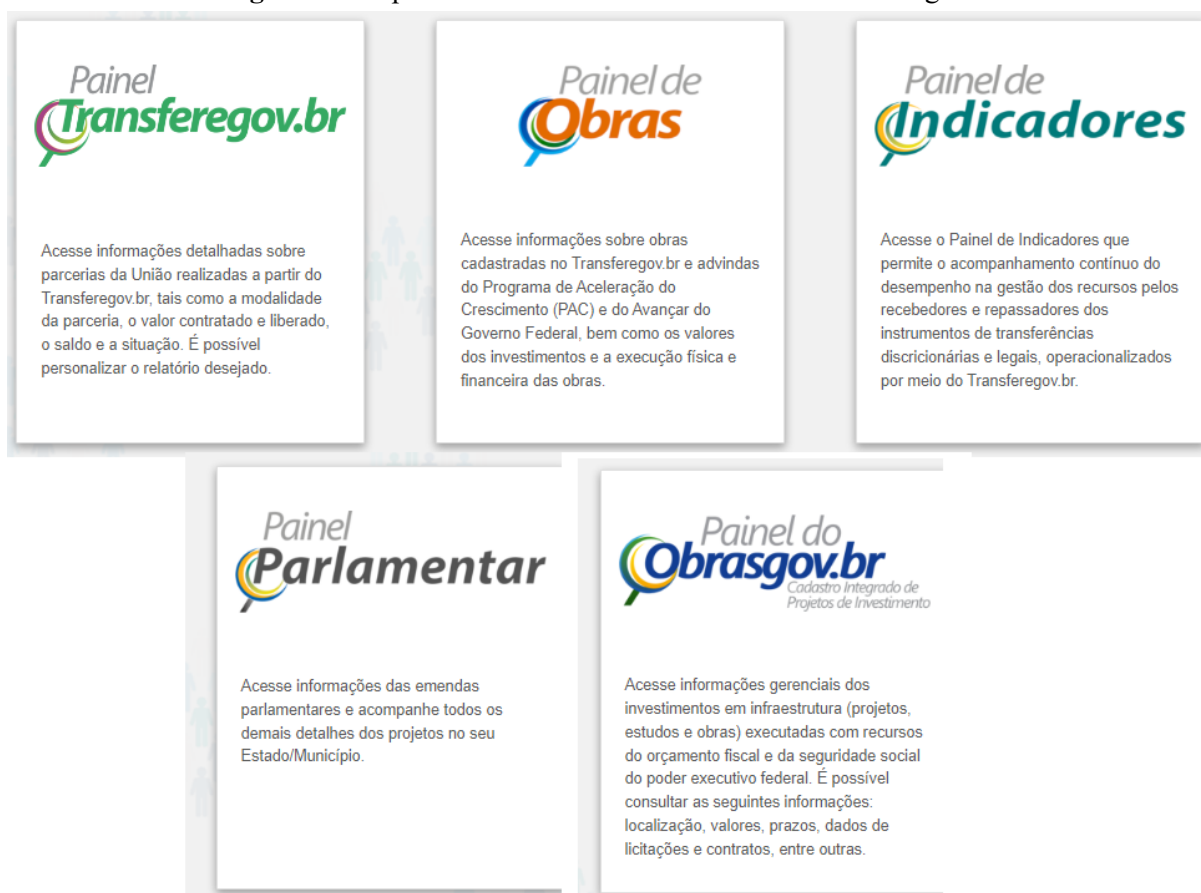 Painel
Transferegov.br
Acesse informações detalhadas sobre
parcerias da União realizadas a partir do
Transferegov.br, tais como a modalidade
da parceria, o valor contratado e liberado,
o saldo e a situação. É possível
personalizar o relatório desejado.
Painel de
Obras
Acesse informações sobre obras
cadastradas no Transferegov.br e advindas
do Programa de Aceleração do
Crescimento (PAC) e do Avançar do
Governo Federal, bem como os valores
dos investimentos e a execução física e
financeira das obras.
Painel de
Indicadores
Acesse o Painel de Indicadores que
permite o acompanhamento contínuo do
desempenho na gestão dos recursos pelos
recebedores e repassadores dos
instrumentos de transferências
discricionárias e legais, operacionalizados
por meio do Transferegov.br.
Painel
Parlamentar
Acesse informações das emendas
parlamentares e acompanhe todos os
demais detalhes dos projetos no seu
Estado/Município.
Painel do
Obrasgov.br
Cadastro Integrado de
Projetos de Investimento
Acesse informações gerenciais dos
investimentos em infraestrutura (projetos,
estudos e obras) executadas com recursos
do orçamento fiscal e da seguridade social
do poder executivo federal. É possível
consultar as seguintes informações:
localização, valores, prazos, dados de
licitações e contratos, entre outras.